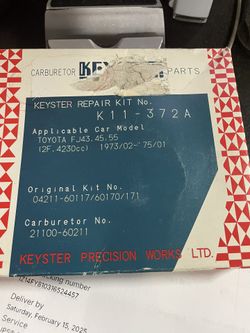 CARBURETOR KEY PARTS
KEYSTER REPAIR KIT No.
K11-372A
Applicable Car Model
TOYOTA FJ43.45.55
(2F.4230cc) 1973/02-'75/01
Original Kit No.
04211-60117/60170/171
Carburetor No.
21100-60211
KEYSTER PRECISION WORKS LTD.
Deliver by
Saturday, February 15, 2025
Service